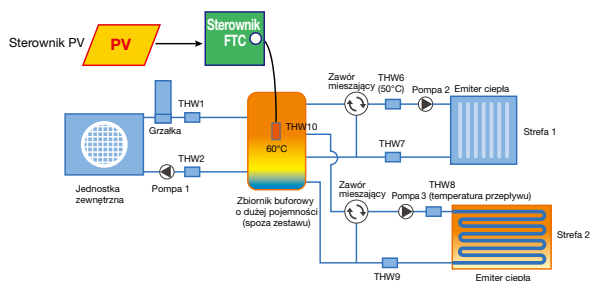 Sterownik PV
PV
Sterownik
FTC
THW1
Grzałka
THW2
Jednostka
zewnętrzna
Pompa 1
THW10
60°C
Zbiornik buforowy
o dużej pojemności
(spoza zestawu)
Zawór
mieszający
THW6
(50°C)
Pompa 2
Emiter ciepła
THW7
Strefa 1
Zawór
mieszający
THW8
Pompa 3 (temperatura przepływu)
Strefa 2
THW9
Emiter ciepła